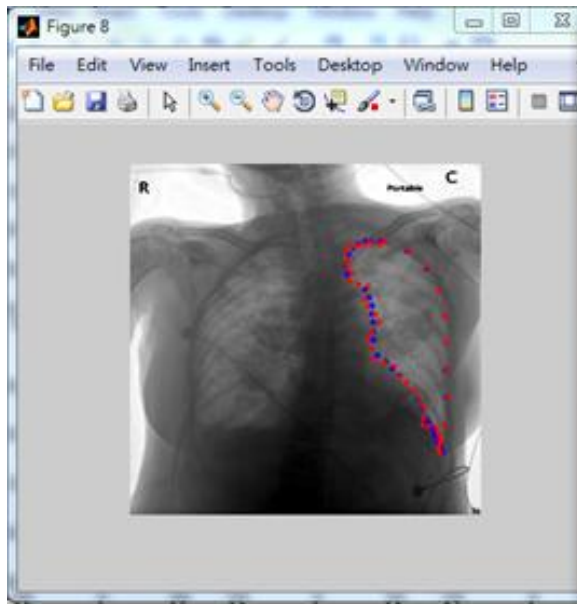 Figure 8
File Edit View Insert Tools Desktop Window Help
R
Portable
C